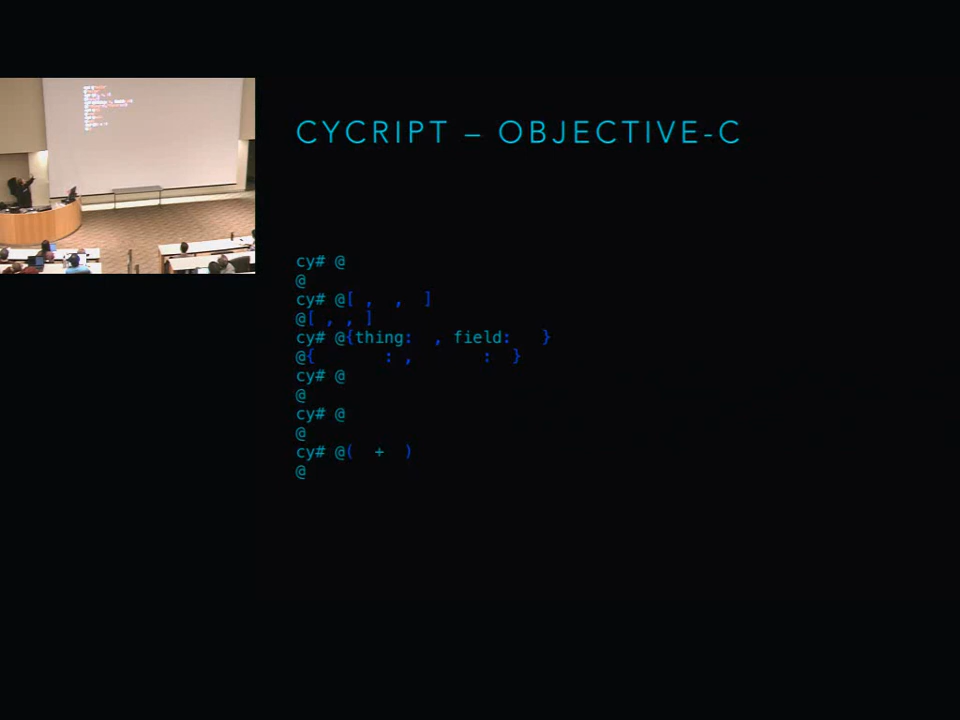 CYCRIPT – OBJECTIVE-C
cy# @
@
cy# @[ ,  ,  ]
@[ , , ]
cy# @{thing:  , field:   }
@{       : ,       :  }
cy# @
@
cy# @
@
cy# @(  +  )
@